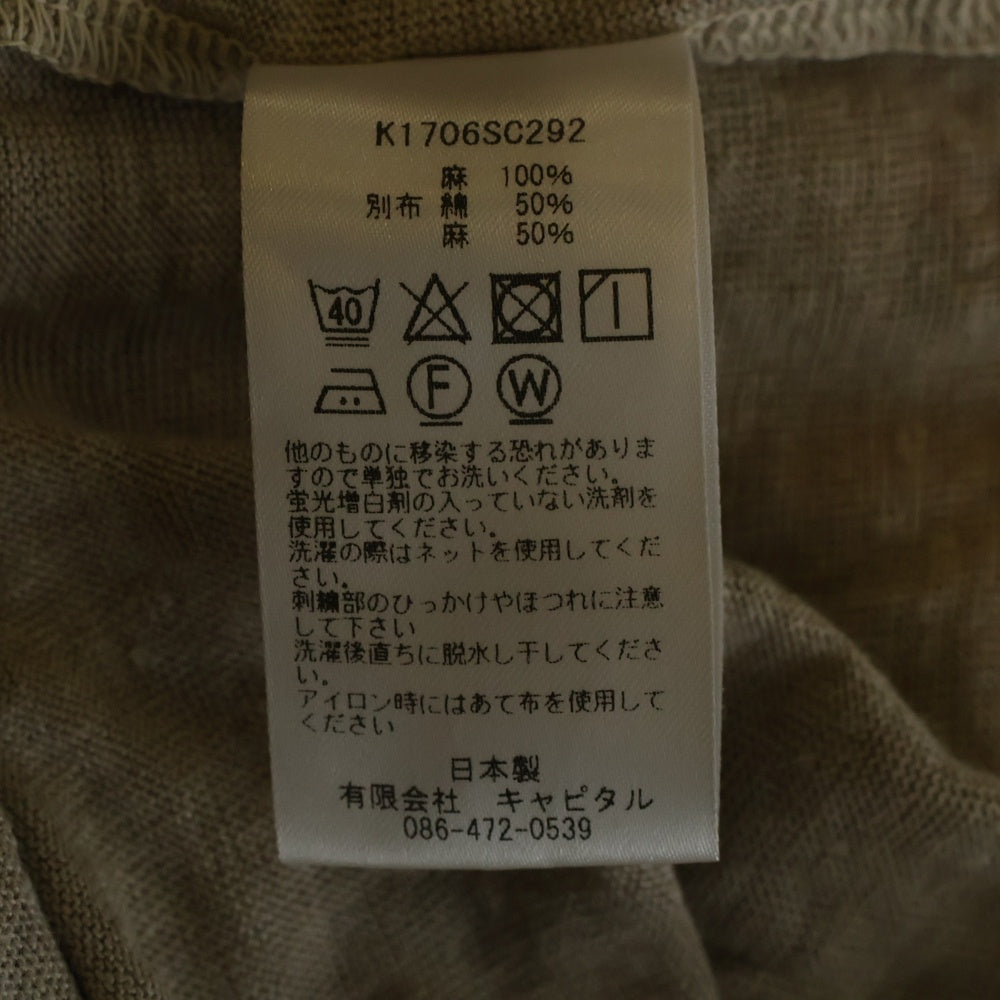 K1706SC292
麻 100%
別布 綿 50%
麻 50%
40
F W
他のものに移染する恐れがありま
すので単独でお洗いください。
蛍光増白剤の入っていない洗剤を
使用してください。
洗濯の際はネットを使用してくだ
さい。
刺繍部のひっかけやほつれに注意
して下さい
洗濯後直ちに脱水し干してくださ
い。
アイロン時にはあて布を使用して
ください
日本製
有限会社 キャピタル
086-472-0539